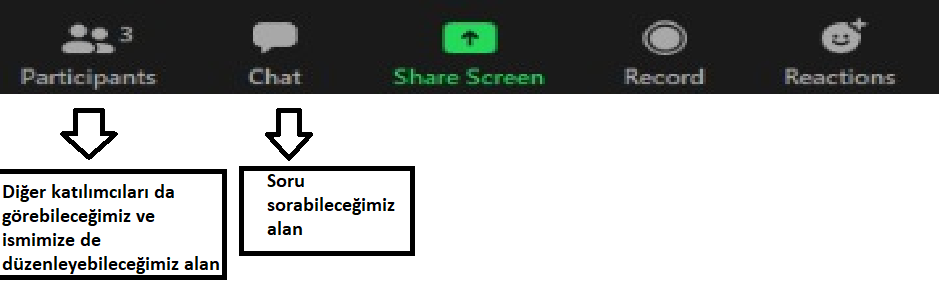 3
Participants
Chat
Share Screen
Record
Reactions
Diğer katılımcıları da
görebileceğimiz ve
ismimize de
düzenleyebileceğimiz alan
Soru
sorabileceğimiz
alan